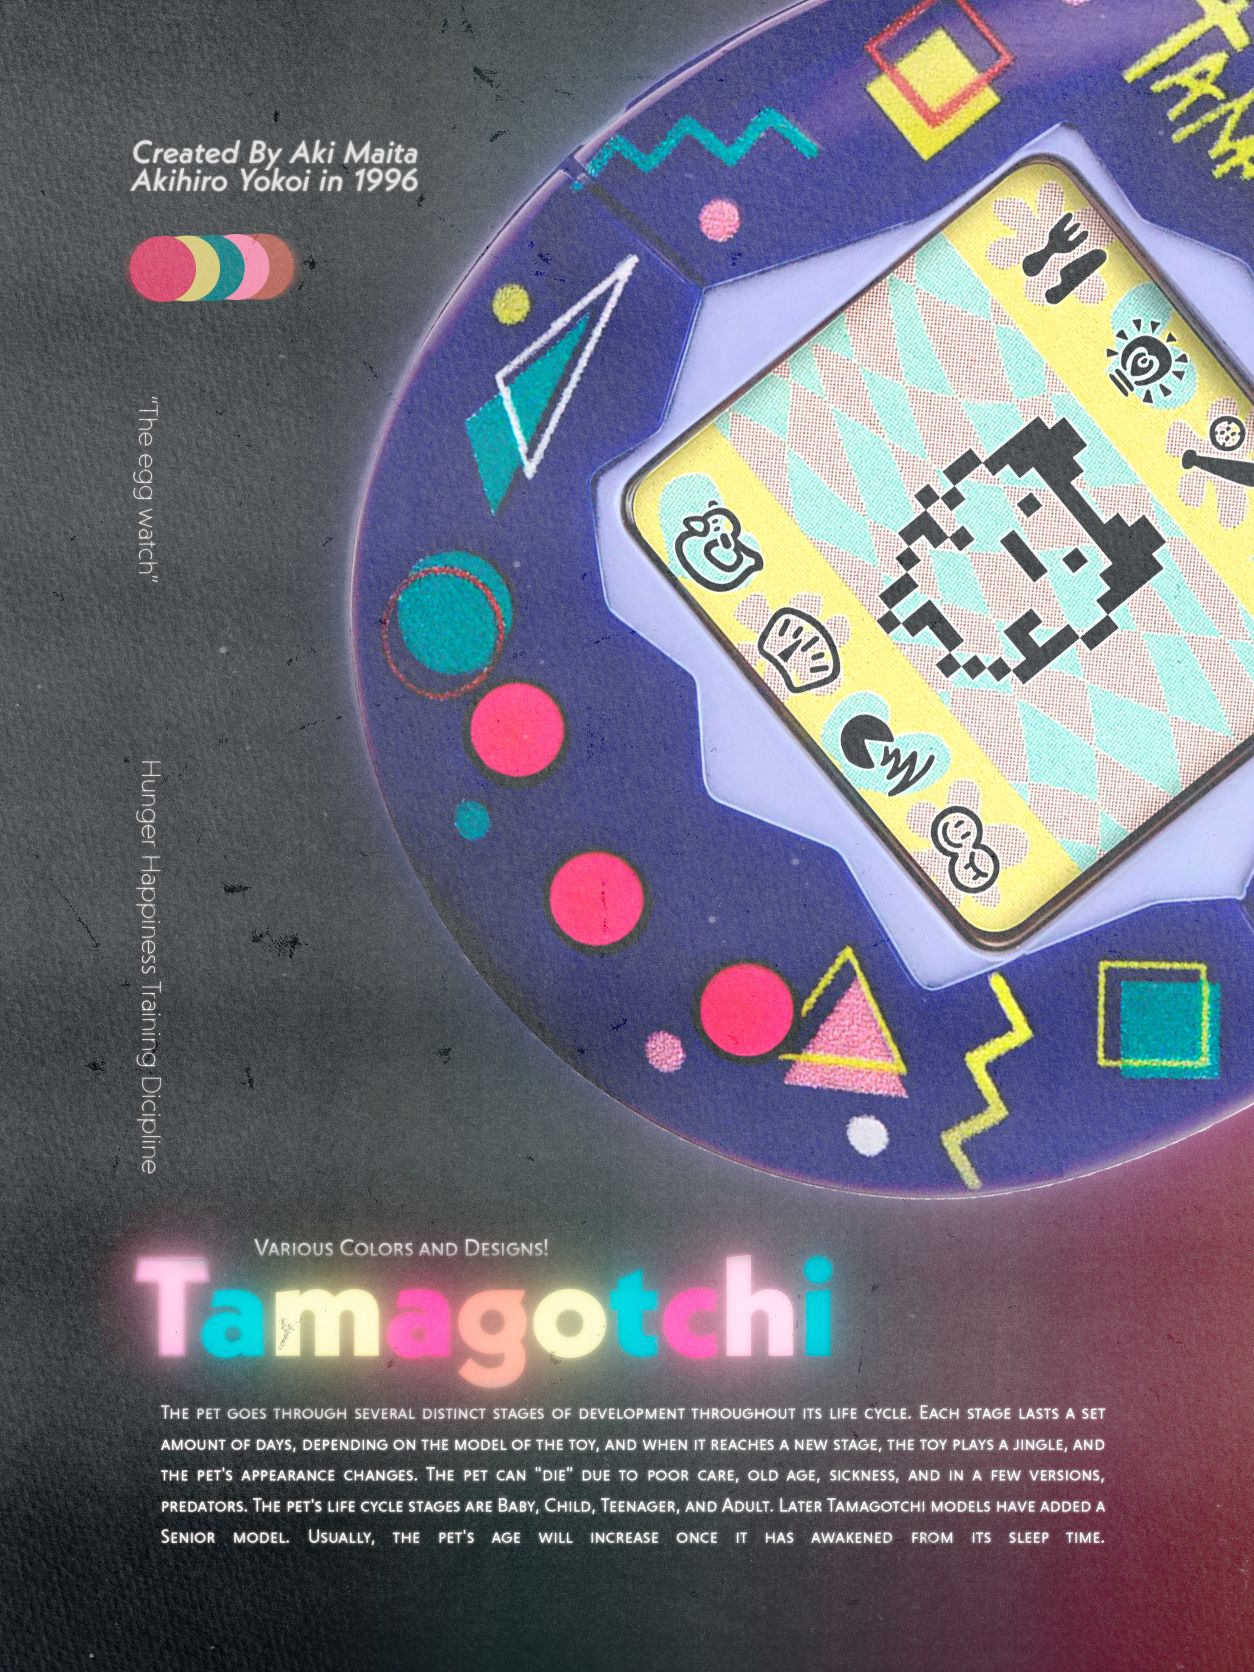 TAM
Created By Aki Maita
Akihiro Yokoi in 1996
"The egg watch"
Hunger Happiness Training Dicipline
Various Colors and Designs!
Tamagotchi
The pet goes through several distinct stages of development throughout its life cycle. Each stage lasts a set
amount of days, depending on the model of the toy, and when it reaches a new stage, the toy plays a jingle, and
the pet's appearance changes. The pet can "die" due to poor care, old age, sickness, and in a few versions,
predators. The pet's life cycle stages are Baby, Child, Teenager, and Adult. Later Tamagotchi models have added a
Senior model. Usually, the pet's age will increase once it has awakened from its sleep time.